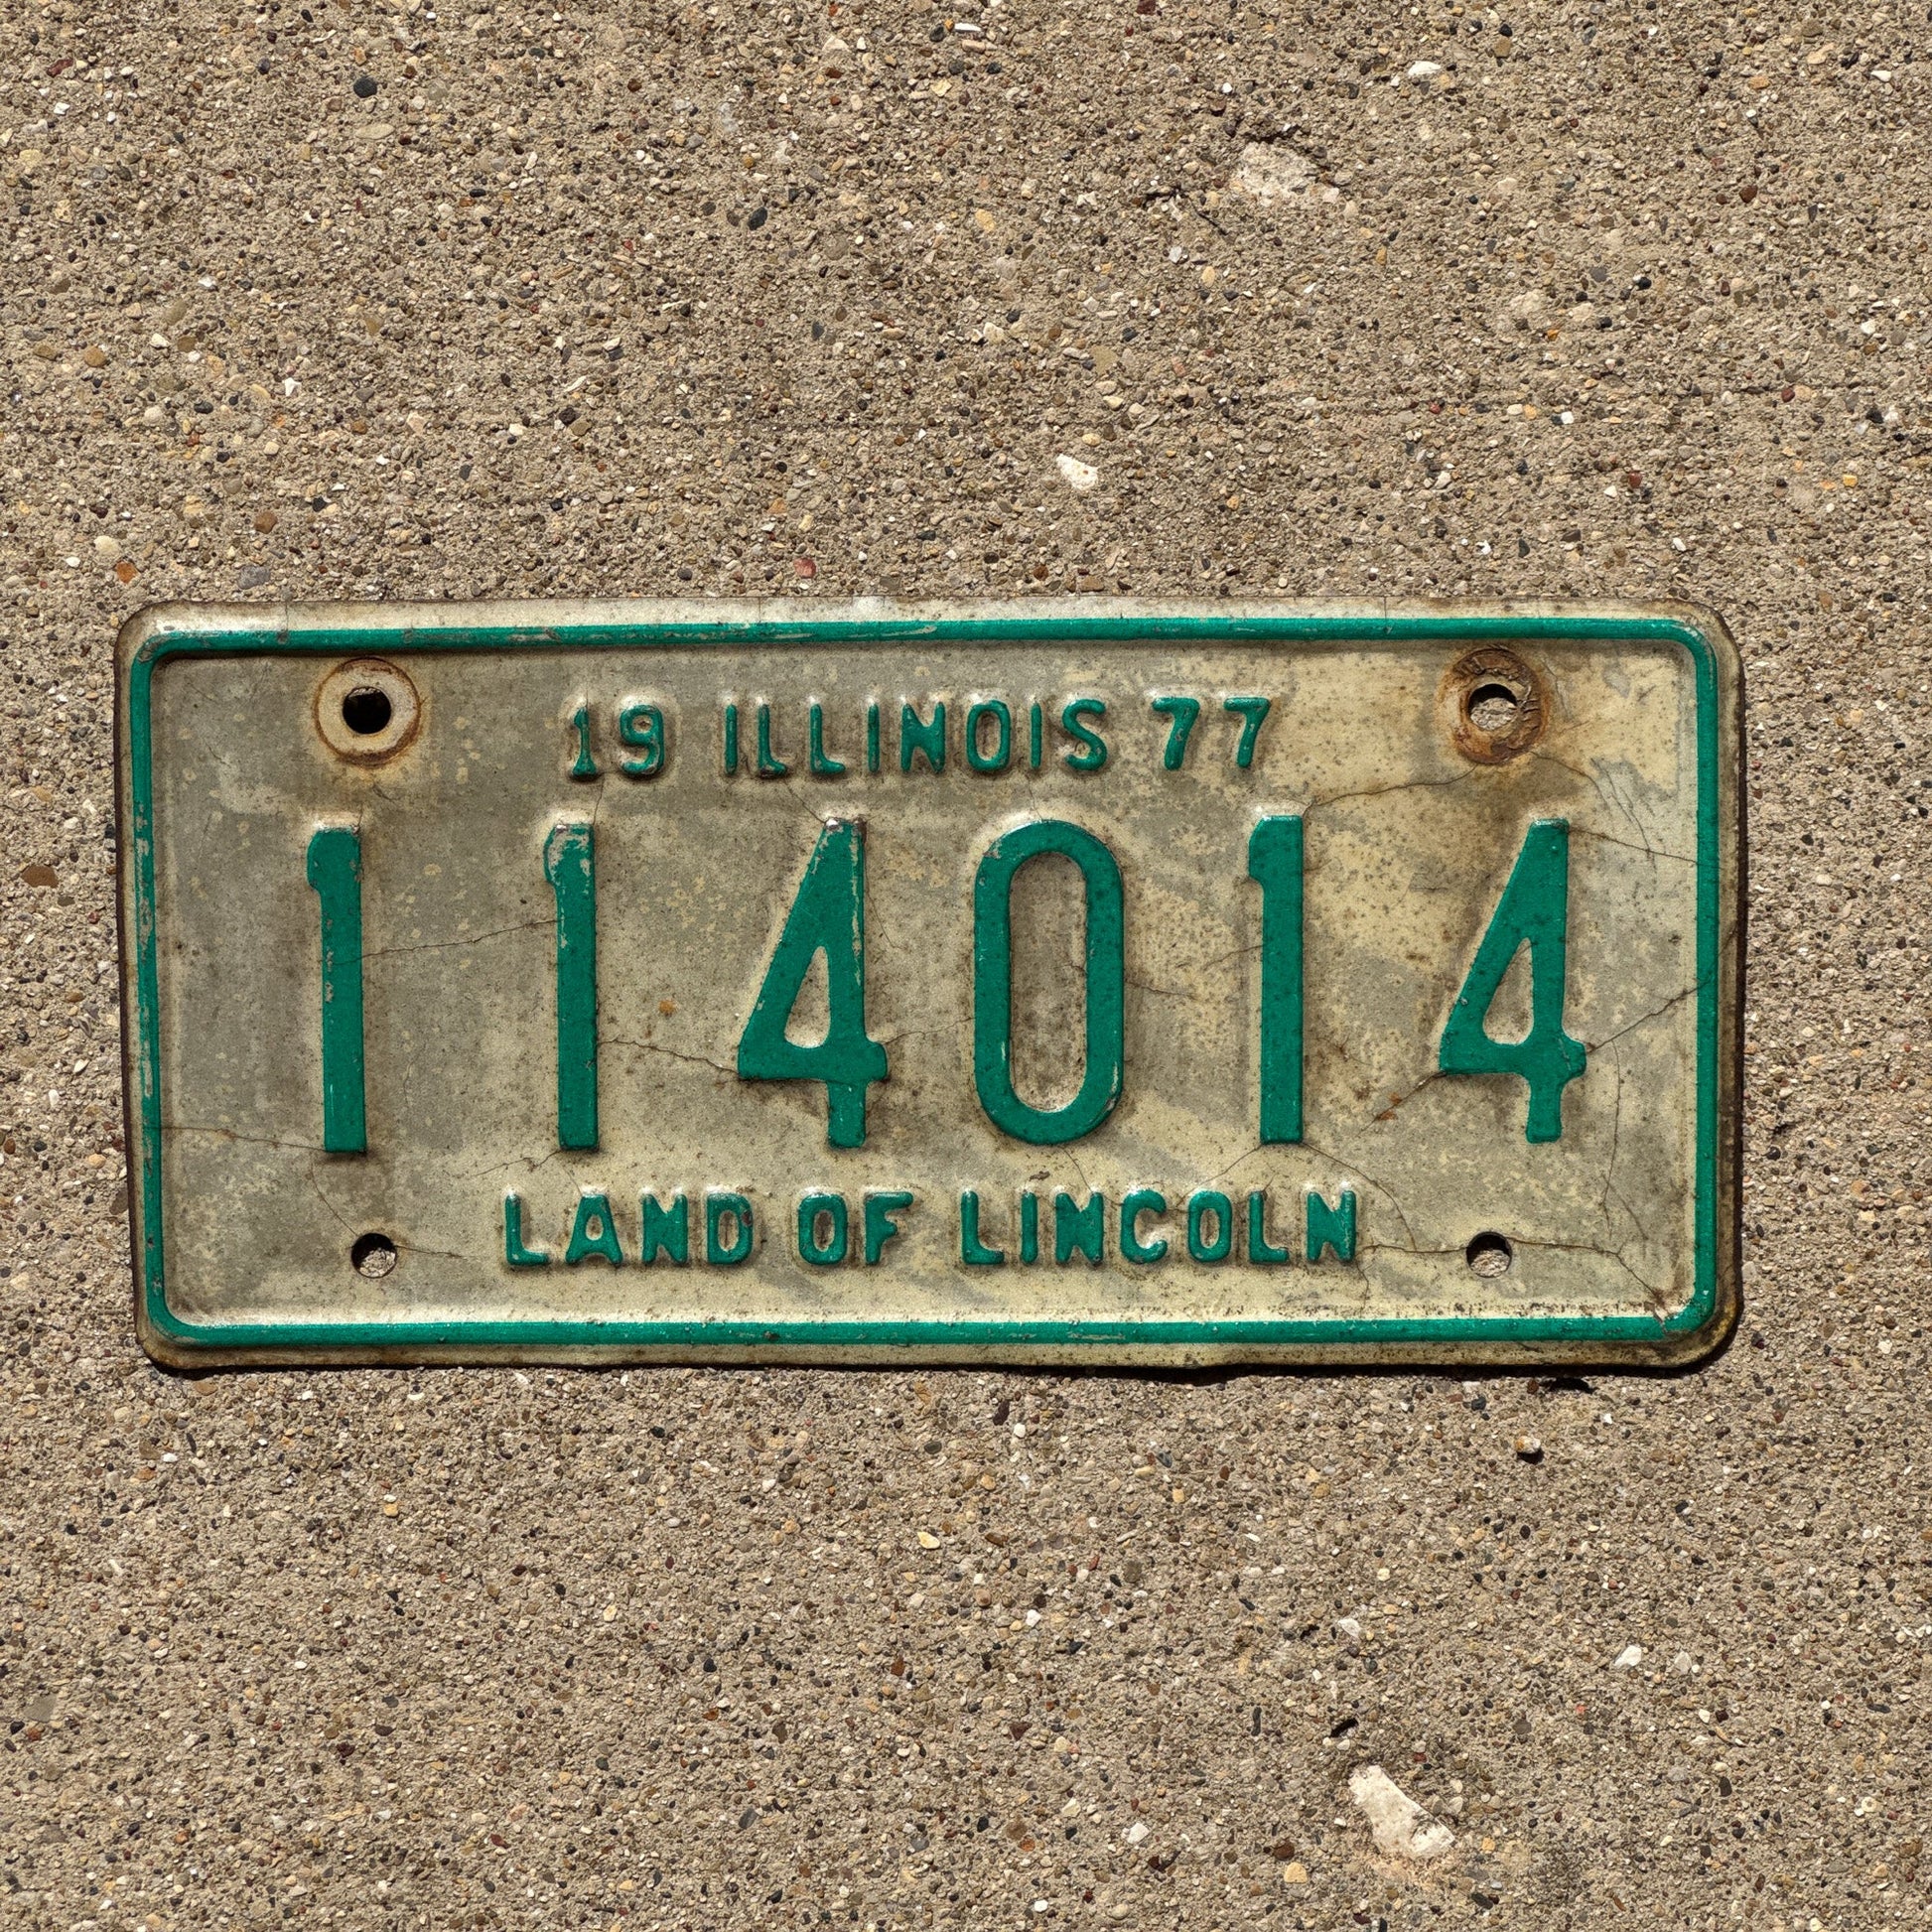 19 ILLINOIS 77
114014
LAND OF LINCOLN